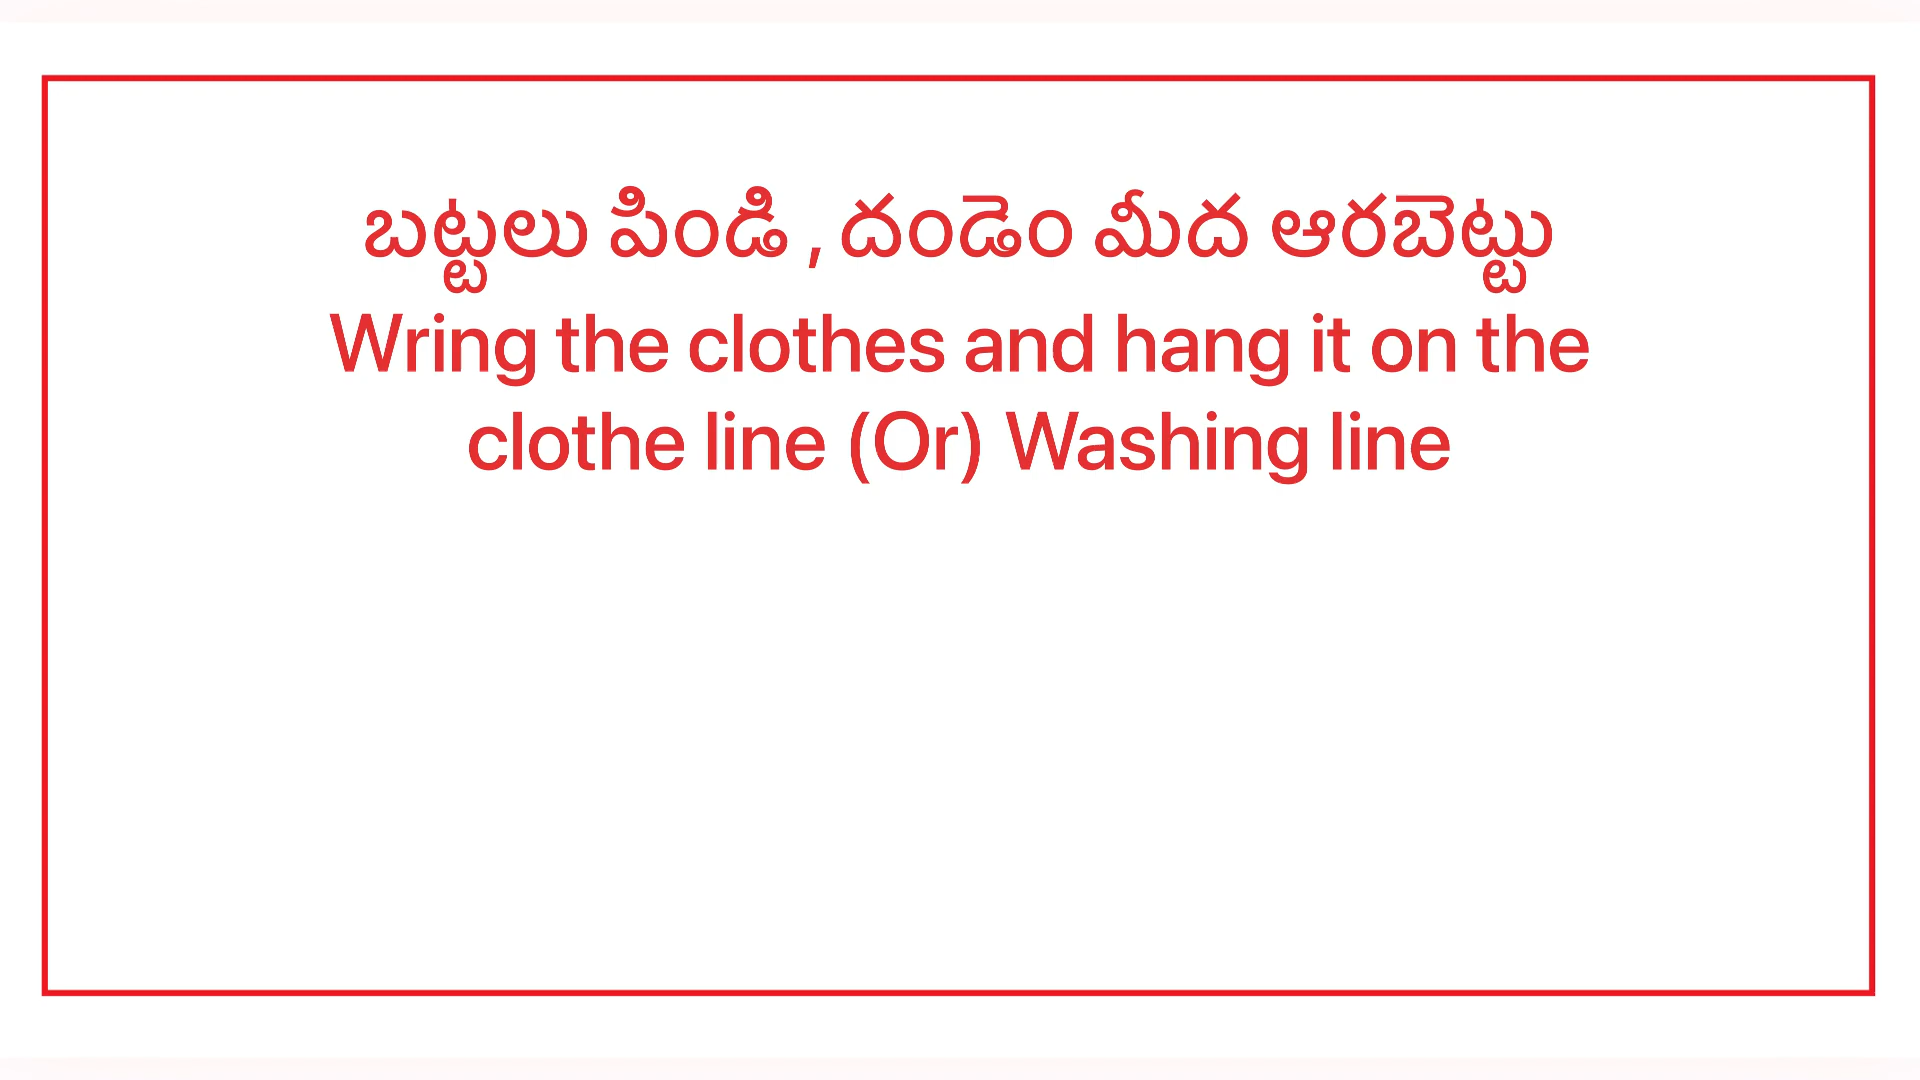 బట్టలు పిండి , దండెం మీద ఆరబెట్టు
Wring the clothes and hang it on the
clothe line (Or) Washing line